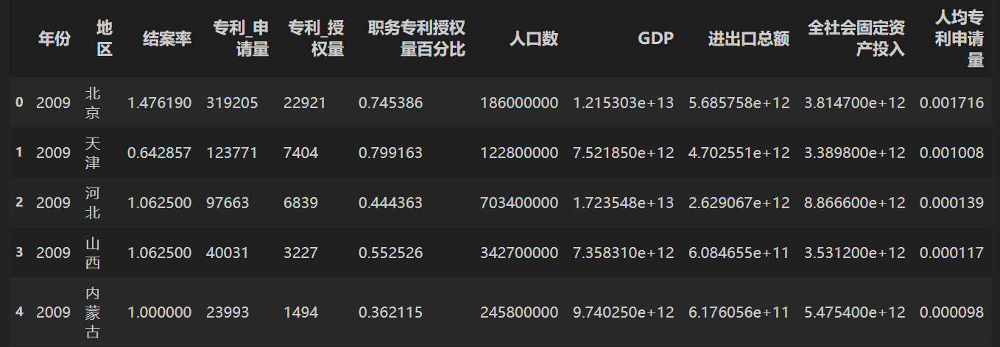 年份 地区 结案率 专利_申请量 专利_授权量 职务专利授权量百分比 人口数 GDP 进出口总额 全社会固定资产投入 人均专利申请量
0 2009 北京 1.476190 319205 22921 0.745386 186000000 1.215303e+13 5.685758e+12 3.814700e+12 0.001716
1 2009 天津 0.642857 123771 7404 0.799163 122800000 7.521850e+12 4.702551e+12 3.389800e+12 0.001008
2 2009 河北 1.062500 97663 6839 0.444363 703400000 1.723548e+13 2.629067e+12 8.866600e+12 0.000139
3 2009 山西 1.062500 40031 3227 0.552526 342700000 7.358310e+12 6.084655e+11 3.531200e+12 0.000117
4 2009 内蒙古 1.000000 23993 1494 0.362115 245800000 9.740250e+12 6.176056e+11 5.475400e+12 0.000098